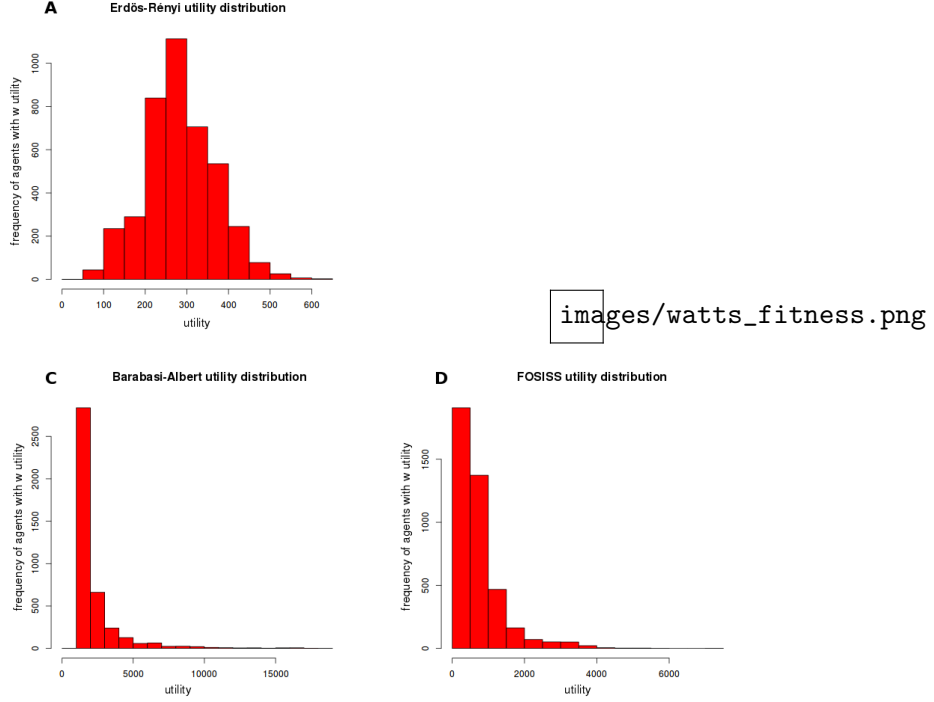 A
Erdös-Rényi utility distribution
frequency of agents with w utility
0 200 400 600 800 1000
0 100 200 300 400 500 600
utility
images/watts_fitness.png
C
Barabasi-Albert utility distribution
frequency of agents with w utility
0 500 1000 1500 2000 2500
0 5000 10000 15000
utility
D
FOSISS utility distribution
frequency of agents with w utility
0 500 1000 1500
0 2000 4000 6000
utility